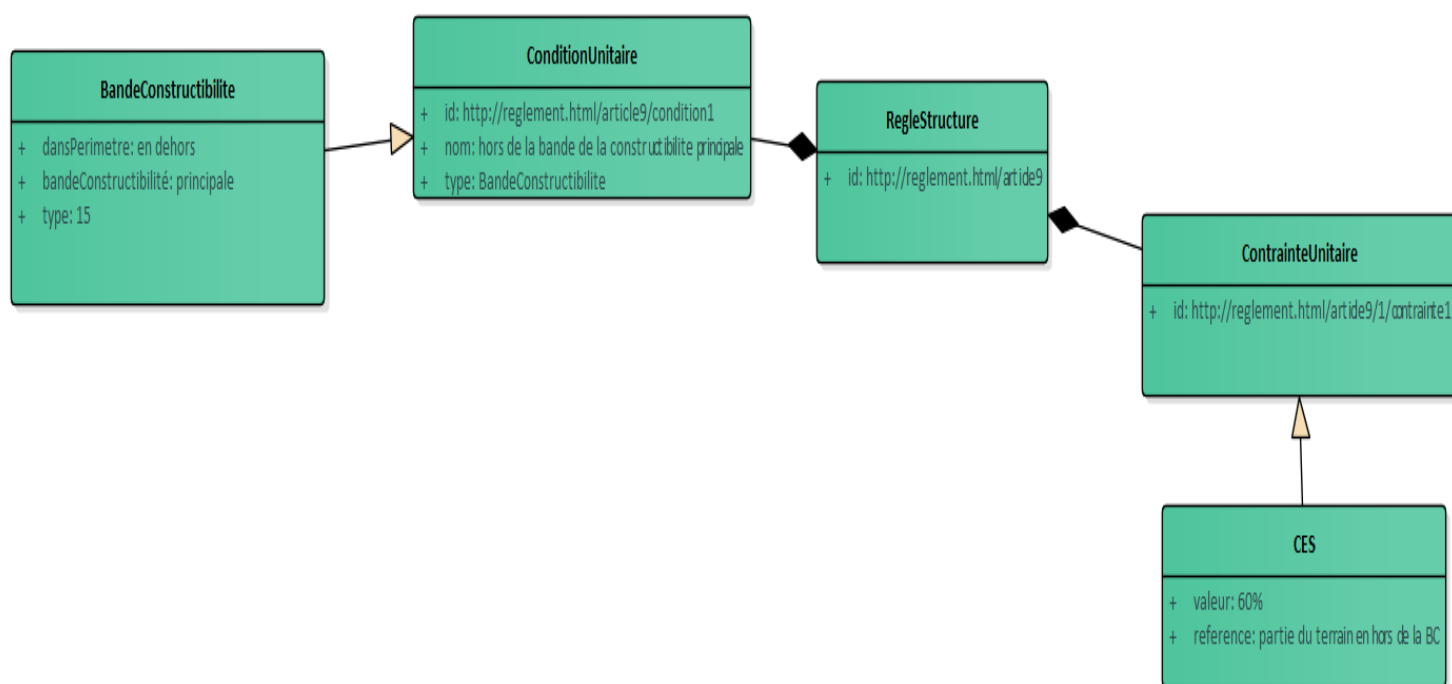 BandeConstructibilite
+ dansPerimetre: en dehors
+ bandeConstructibilité: principale
+ type: 15
ConditionUnitaire
+ id: http://reglement.html/article9/condition1
+ nom: hors de la bande de la constructibilite principale
+ type: BandeConstructibilite
RegleStructure
+ id: http://reglement.html/article9
ContrainteUnitaire
+ id: http://reglement.html/article9/1/contrainte1
CES
+ valeur: 60%
+ reference: partie du terrain en hors de la BC